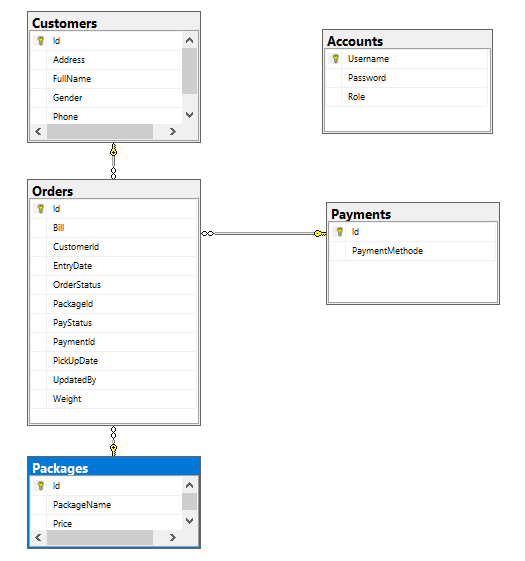 Customers
Id
Address
FullName
Gender
Phone
Accounts
Username
Password
Role
Orders
Id
Bill
CustomerId
EntryDate
OrderStatus
PackageId
PayStatus
PaymentId
PickUpDate
UpdatedBy
Weight
Payments
Id
PaymentMethode
Packages
Id
PackageName
Price